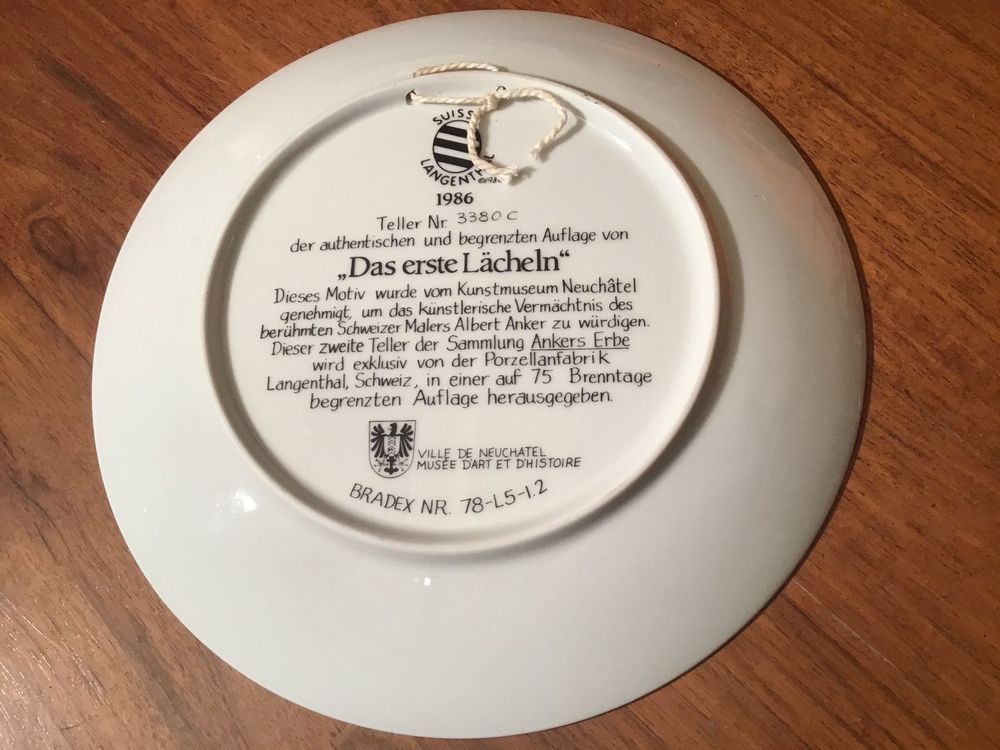 SUISSE
LANGENTHAL
1986
Teller Nr. 3380 C
der authentischen und begrenzten Auflage von
„Das erste Lächeln“
Dieses Motiv wurde vom Kunstmuseum Neuchâtel
genehmigt, um das künstlerische Vermächtnis des
berühmten Schweizer Malers Albert Anker zu würdigen.
Dieser zweite Teller der Sammlung Ankers Erbe
wird exklusiv von der Porzellanfabrik
Langenthal, Schweiz, in einer auf 75 Brenntage
begrenzten Auflage herausgegeben.
VILLE DE NEUCHATEL
MUSÉE D'ART ET D'HISTOIRE
BRADEX NR. 78-L5-1.2